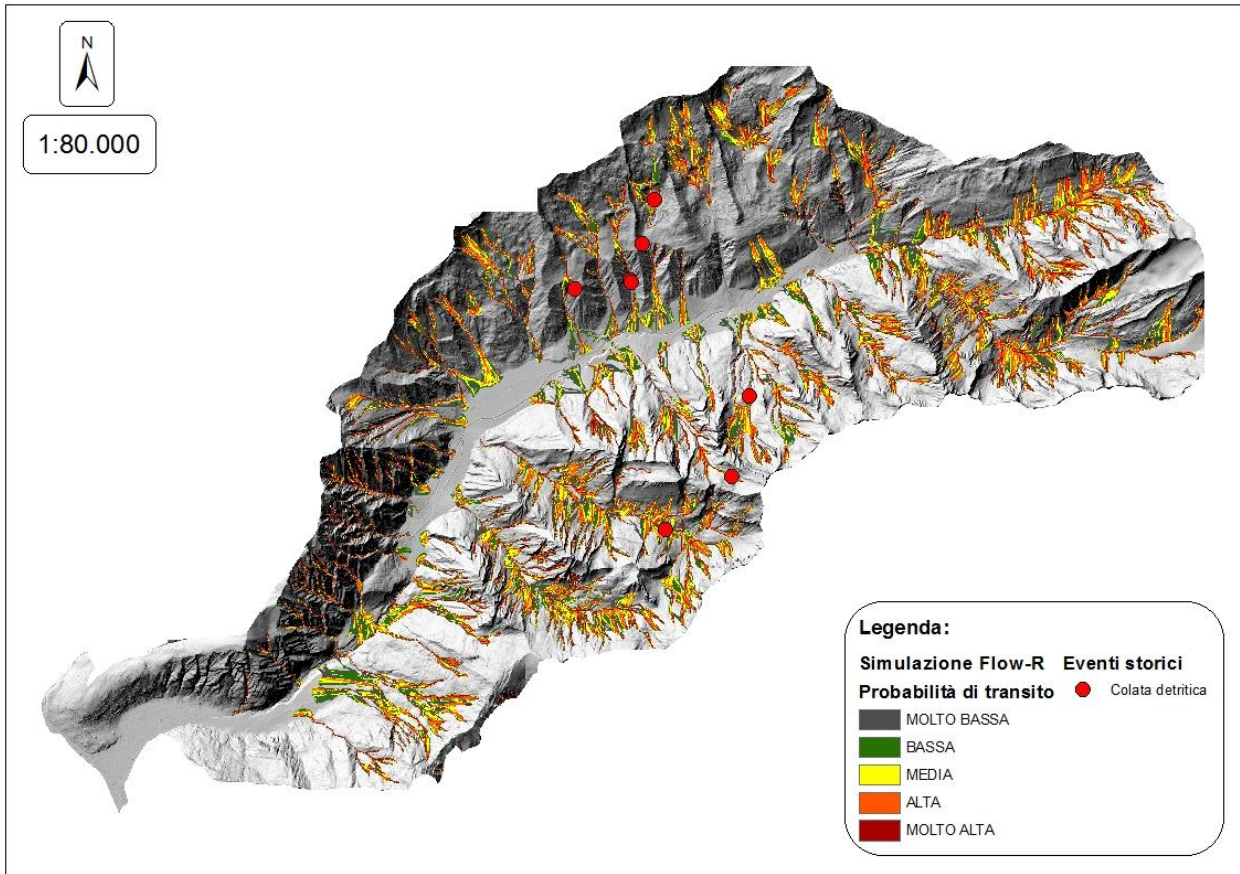 N
1:80.000
Legenda:
Simulazione Flow-R Eventi storici
Probabilità di transito Colata detritica
MOLTO BASSA
BASSA
MEDIA
ALTA
MOLTO ALTA